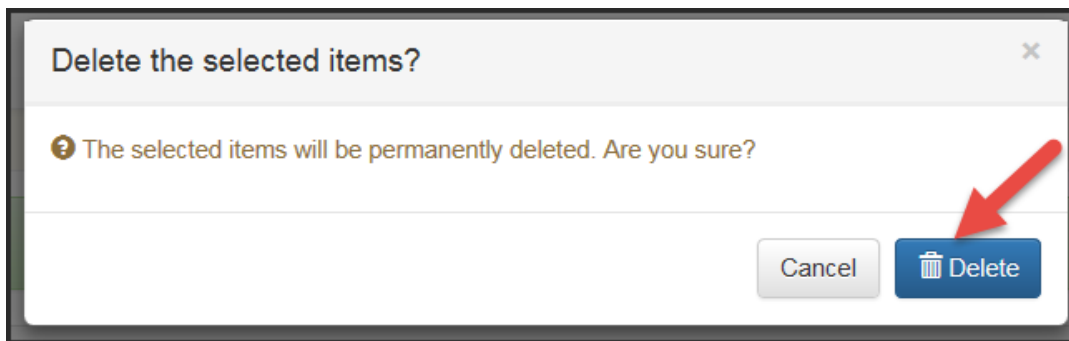 Delete the selected items?
The selected items will be permanently deleted. Are you sure?
Cancel
Delete